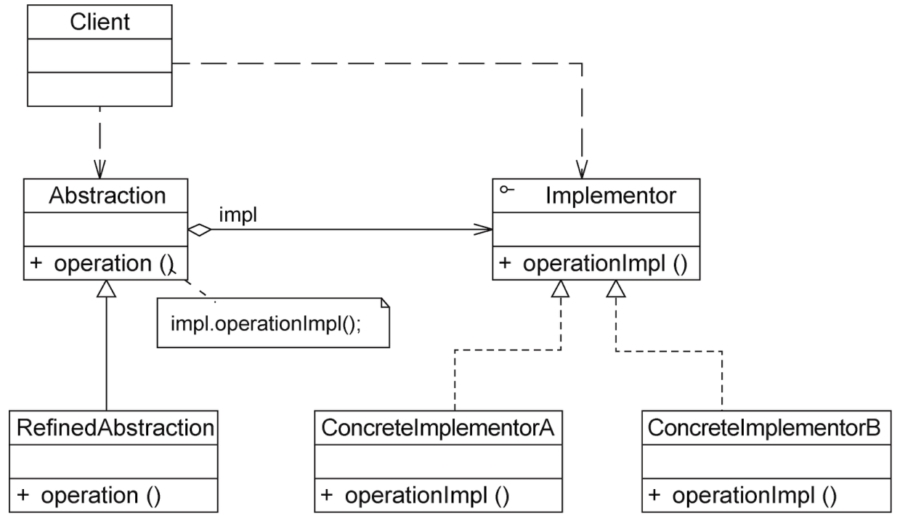 Client
Abstraction
+ operation ()
impl
Implementor
+ operationImpl ()
impl.operationImpl();
RefinedAbstraction
+ operation ()
ConcreteImplementorA
+ operationImpl ()
ConcreteImplementorB
+ operationImpl ()